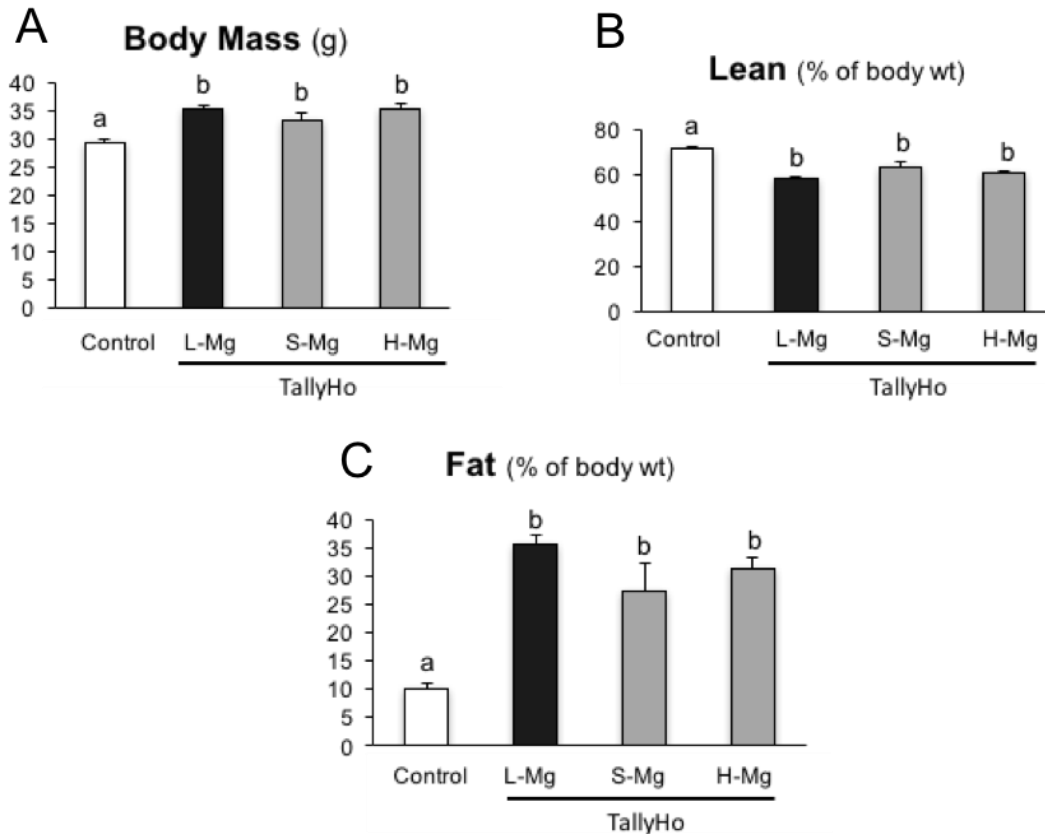 A
Body Mass (g)
40
35
30
25
20
15
10
5
0
a
b
b
b
Control
L-Mg
S-Mg
H-Mg
TallyHo
B
Lean (% of body wt)
80
60
40
20
0
a
b
b
b
Control
L-Mg
S-Mg
H-Mg
TallyHo
C
Fat (% of body wt)
40
35
30
25
20
15
10
5
0
a
b
b
b
Control
L-Mg
S-Mg
H-Mg
TallyHo